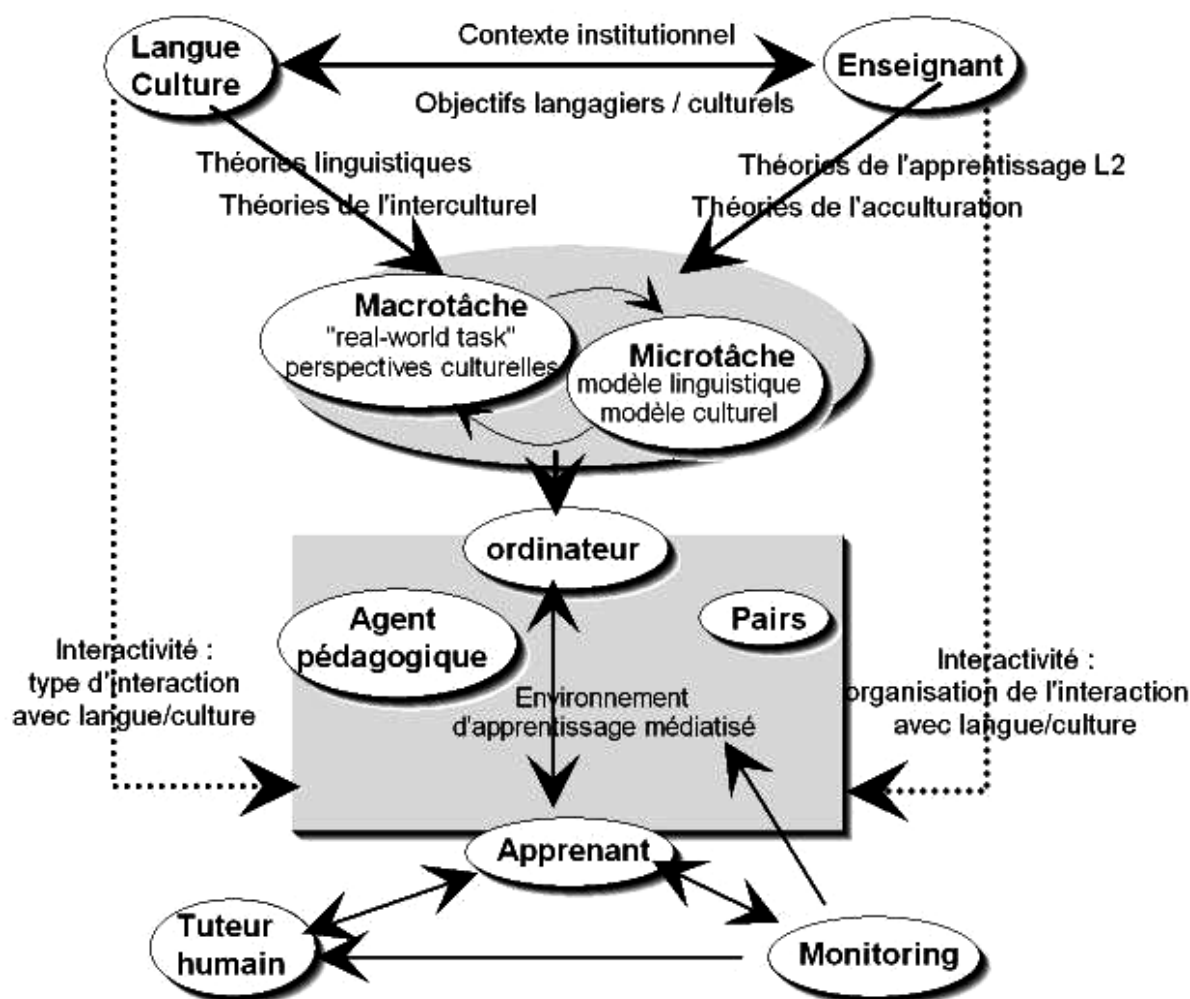 Langue
Culture
Contexte institutionnel
Enseignant
Objectifs langagiers / culturels
Théories linguistiques
Théories de l'interculturel
Théories de l'apprentissage L2
Théories de l'acculturation
Macrotâche
"real-world task"
perspectives culturelles
Microtâche
modèle linguistique
modèle culturel
ordinateur
Agent
pédagogique
Pairs
Interactivité :
type d'interaction
avec langue/culture
Environnement
d'apprentissage médiatisé
Interactivité :
organisation de l'interaction
avec langue/culture
Apprenant
Tuteur
humain
Monitoring